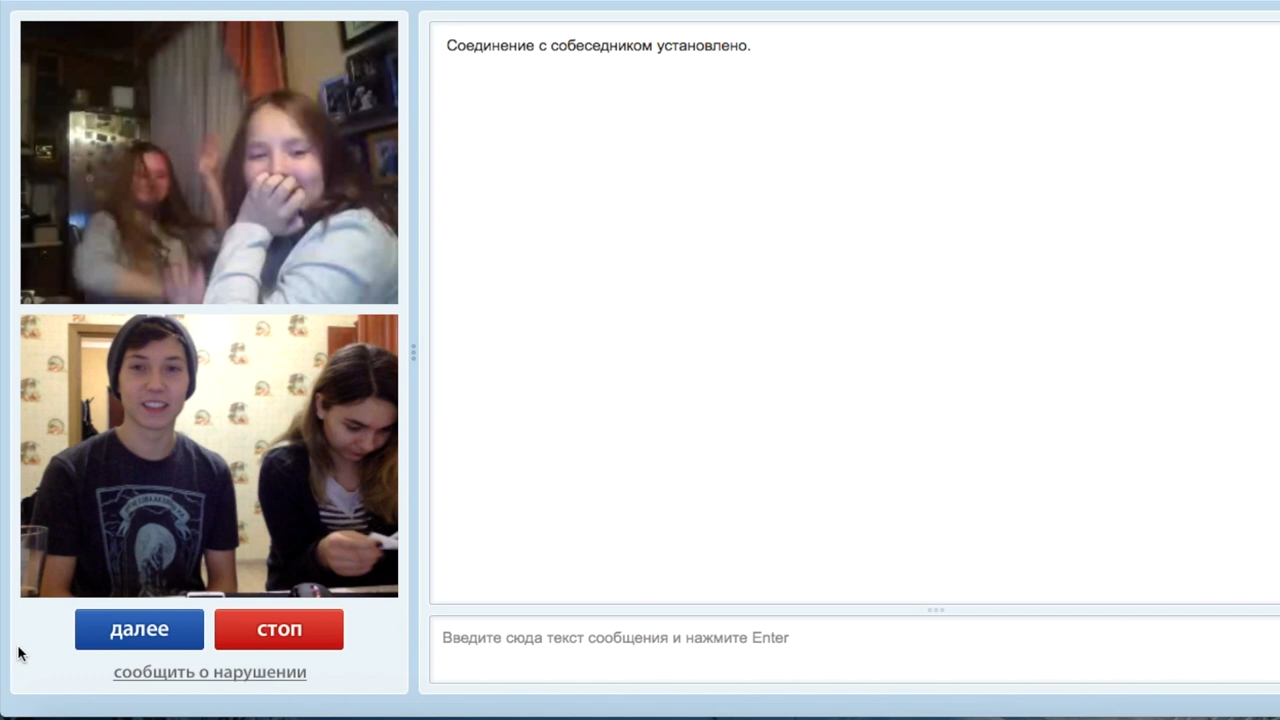 Соединение с собеседником установлено.
далее
стоп
сообщить о нарушении
Введите сюда текст сообщения и нажмите Enter